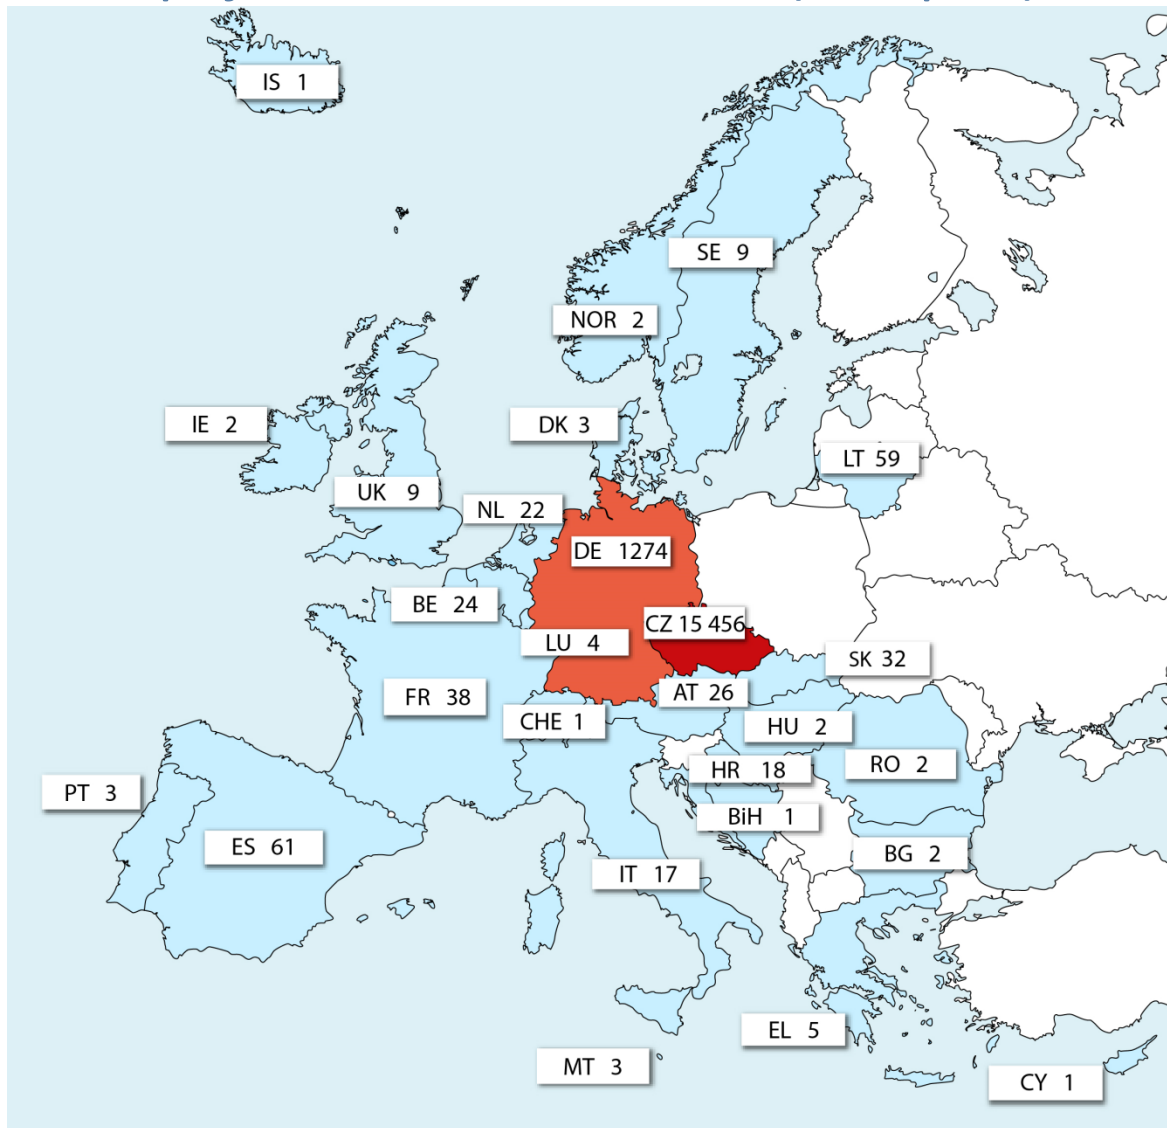 IS 1
SE 9
NOR 2
IE 2
DK 3
LT 59
UK 9
NL 22
DE 1274
BE 24
CZ 15 456
LU 4
SK 32
FR 38
AT 26
CHE 1
HU 2
RO 2
HR 18
PT 3
BiH 1
ES 61
BG 2
IT 17
EL 5
MT 3
CY 1